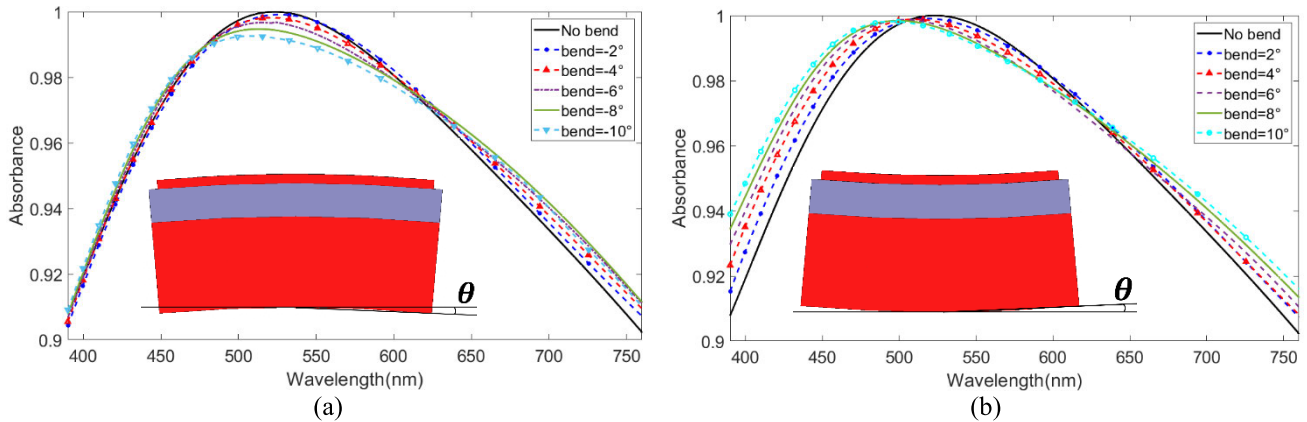 Absorbance
1
0.98
0.96
0.94
0.92
0.9
400 450 500 550 600 650 700 750
Wavelength(nm)
No bend
bend=-2°
bend=-4°
bend=-6°
bend=-8°
bend=-10°
θ
(a)
Absorbance
1
0.98
0.96
0.94
0.92
0.9
400 450 500 550 600 650 700 750
Wavelength(nm)
No bend
bend=2°
bend=4°
bend=6°
bend=8°
bend=10°
θ
(b)